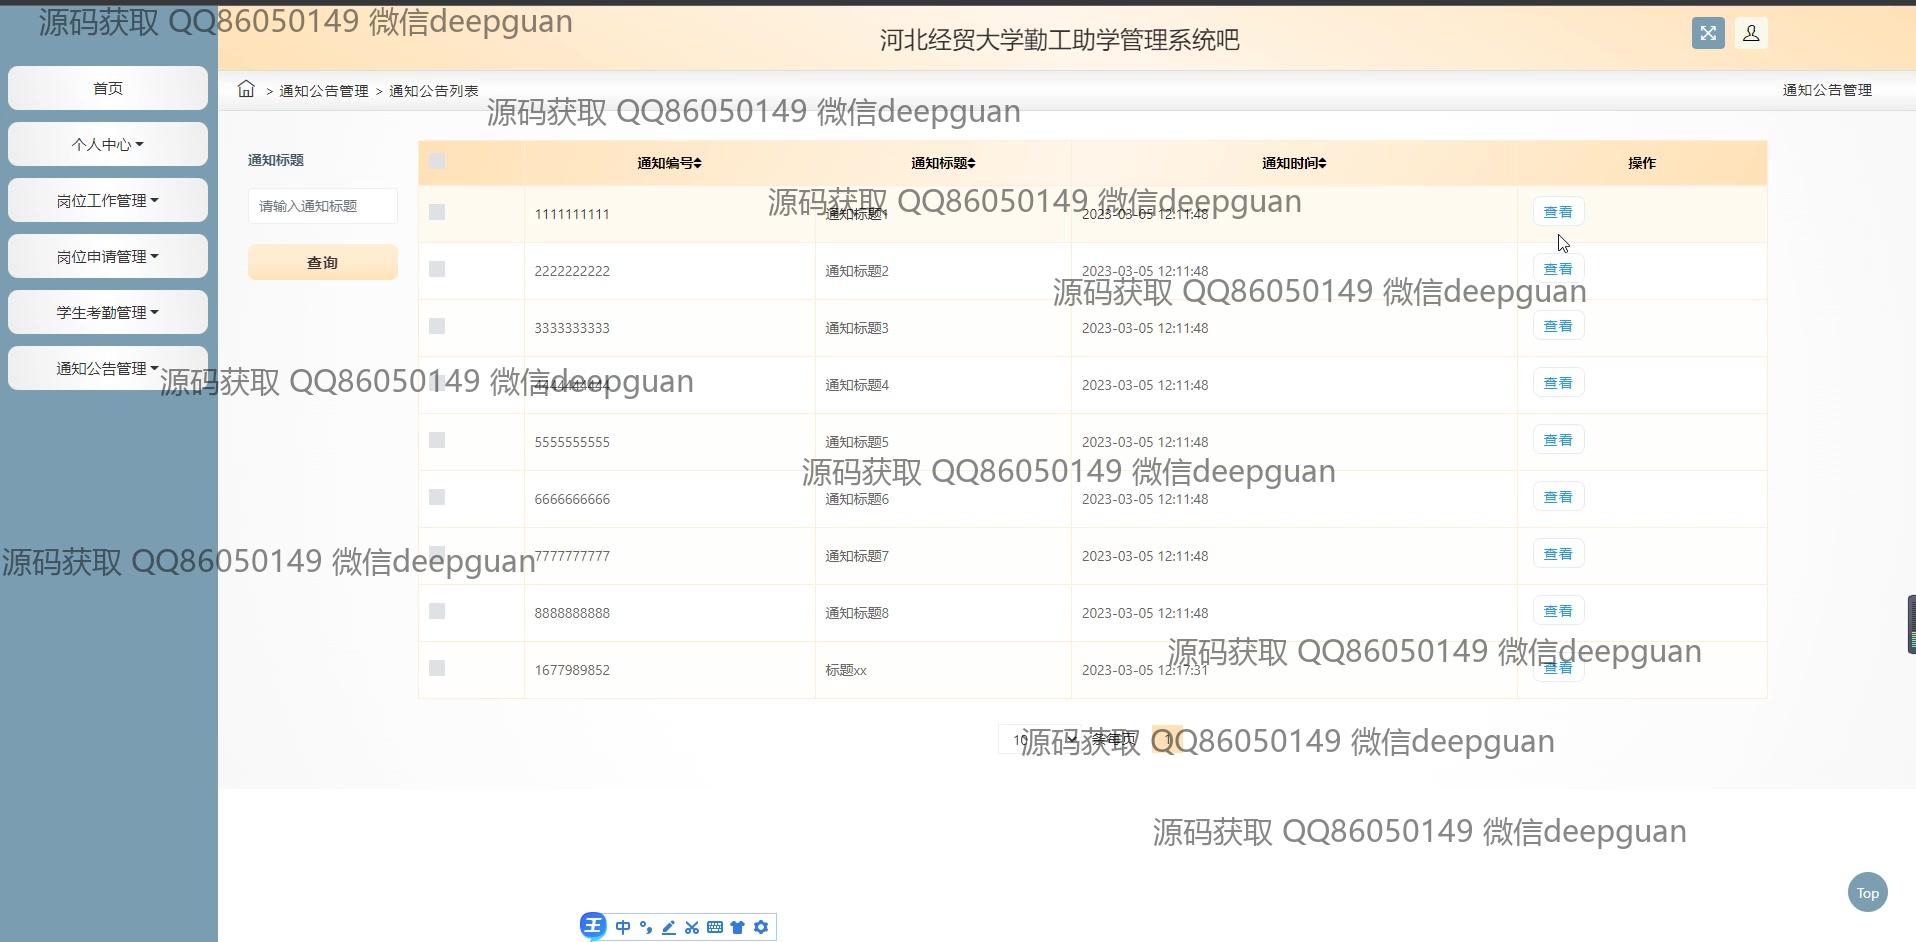 源码获取 QQ86050149 微信deepguan
河北经贸大学勤工助学管理系统吧
首页
个人中心
岗位工作管理
岗位申请管理
学生考勤管理
通知公告管理
> 通知公告管理 > 通知公告列表
通知公告管理
源码获取 QQ86050149 微信deepguan
通知标题
请输入通知标题
查询
通知编号 通知标题 通知时间 操作
源码获取 QQ86050149 微信deepguan
1111111111 通知标题1 2023-03-05 12:11:48 查看
2222222222 通知标题2 2023-03-05 12:11:48 查看
源码获取 QQ86050149 微信deepguan
3333333333 通知标题3 2023-03-05 12:11:48 查看
源码获取 QQ86050149 微信deepguan
4444444444 通知标题4 2023-03-05 12:11:48 查看
5555555555 通知标题5 2023-03-05 12:11:48 查看
源码获取 QQ86050149 微信deepguan
6666666666 通知标题6 2023-03-05 12:11:48 查看
源码获取 QQ86050149 微信deepguan
7777777777 通知标题7 2023-03-05 12:11:48 查看
8888888888 通知标题8 2023-03-05 12:11:48 查看
源码获取 QQ86050149 微信deepguan
1677989852 标题xx 2023-03-05 12:17:31 查看
10 条每页 1
源码获取 QQ86050149 微信deepguan
源码获取 QQ86050149 微信deepguan
Top
王 中